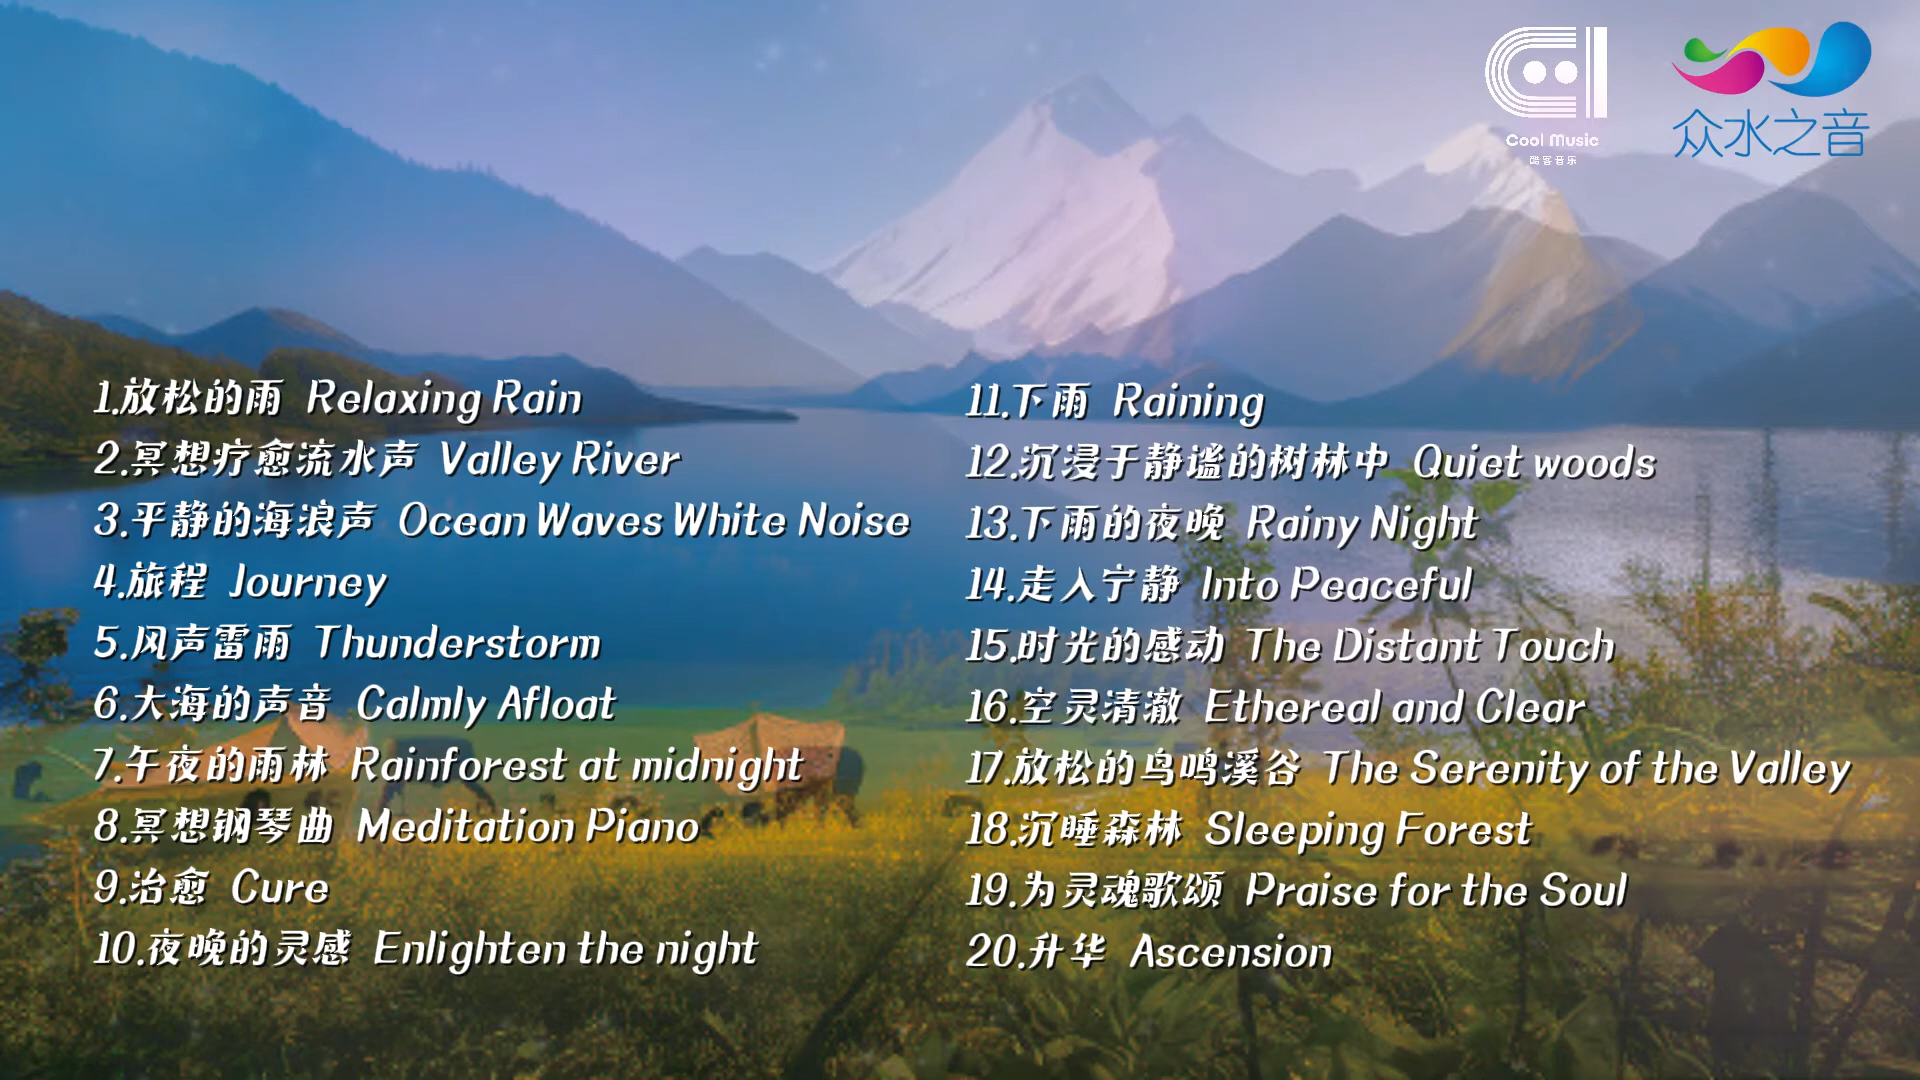 Cool Music
酷客音乐
众水之音
1.放松的雨 Relaxing Rain
2.冥想疗愈流水声 Valley River
3.平静的海浪声 Ocean Waves White Noise
4.旅程 Journey
5.风声雷雨 Thunderstorm
6.大海的声音 Calmly Afloat
7.午夜的雨林 Rainforest at midnight
8.冥想钢琴曲 Meditation Piano
9.治愈 Cure
10.夜晚的灵感 Enlighten the night
11.下雨 Raining
12.沉浸于静谧的树林中 Quiet woods
13.下雨的夜晚 Rainy Night
14.走入宁静 Into Peaceful
15.时光的感动 The Distant Touch
16.空灵清澈 Ethereal and Clear
17.放松的鸟鸣溪谷 The Serenity of the Valley
18.沉睡森林 Sleeping Forest
19.为灵魂歌颂 Praise for the Soul
20.升华 Ascension